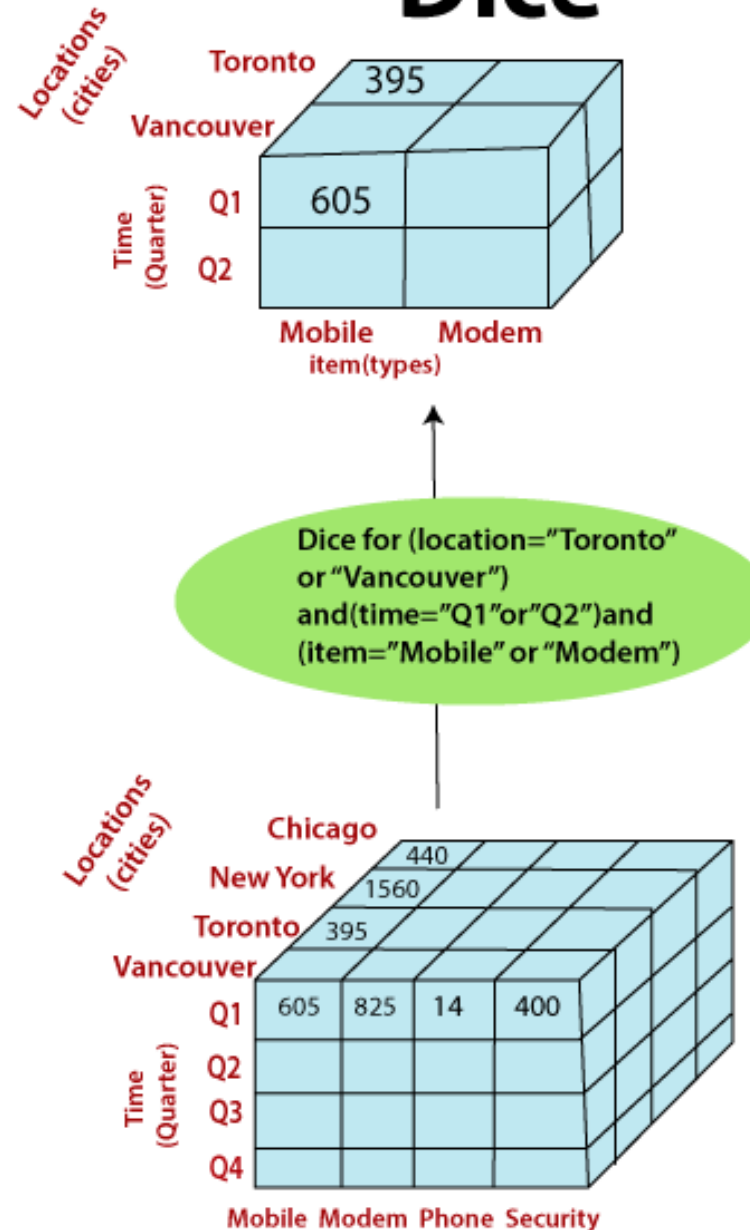 Dice
Locations
(cities)
Toronto
395
Vancouver
Time
(Quarter)
Q1
605
Q2
Mobile Modem
item(types)
Dice for (location=”Toronto”
or “Vancouver”)
and(time=”Q1”or”Q2”)and
(item=”Mobile” or “Modem”)
Locations
(cities)
Chicago
440
New York
1560
Toronto
395
Vancouver
Time
(Quarter)
Q1
605 825 14 400
Q2
Q3
Q4
Mobile Modem Phone Security